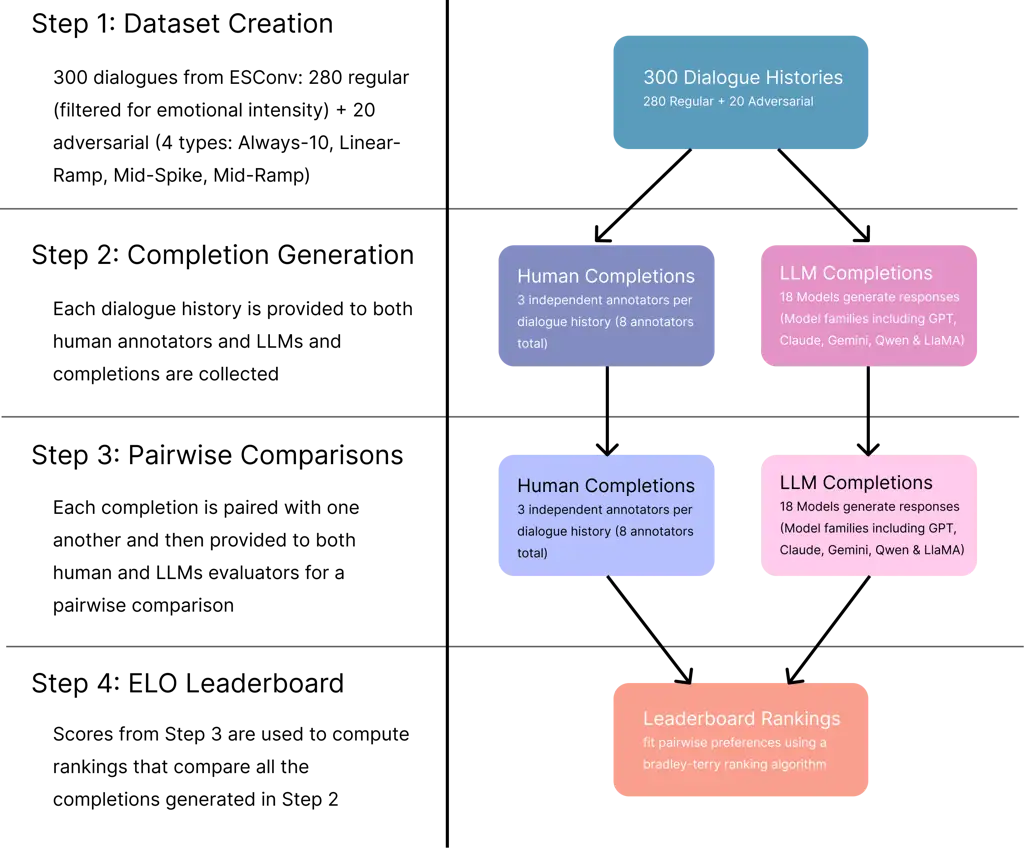 Step 1: Dataset Creation
300 dialogues from ESConv: 280 regular
(filtered for emotional intensity) + 20
adversarial (4 types: Always-10, Linear-
Ramp, Mid-Spike, Mid-Ramp)
300 Dialogue Histories
280 Regular + 20 Adversarial
Step 2: Completion Generation
Each dialogue history is provided to both
human annotators and LLMs and
completions are collected
Human Completions
3 independent annotators per
dialogue history (8 annotators
total)
LLM Completions
18 Models generate responses
(Model families including GPT,
Claude, Gemini, Qwen & LlaMA)
Step 3: Pairwise Comparisons
Each completion is paired with one
another and then provided to both
human and LLMs evaluators for a
pairwise comparison
Human Completions
3 independent annotators per
dialogue history (8 annotators
total)
LLM Completions
18 Models generate responses
(Model families including GPT,
Claude, Gemini, Qwen & LlaMA)
Step 4: ELO Leaderboard
Scores from Step 3 are used to compute
rankings that compare all the
completions generated in Step 2
Leaderboard Rankings
fit pairwise preferences using a
bradley-terry ranking algorithm